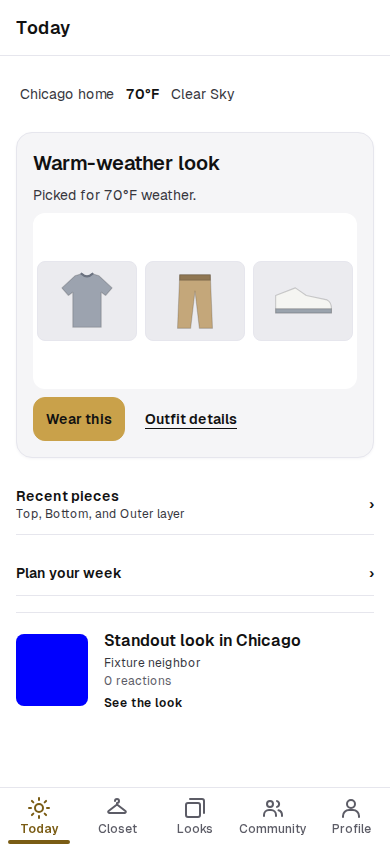 Today
Chicago home 70°F Clear Sky
Warm-weather look
Picked for 70°F weather.
Wear this
Outfit details
Recent pieces
Top, Bottom, and Outer layer
Plan your week
Standout look in Chicago
Fixture neighbor
0 reactions
See the look
Today
Closet
Looks
Community
Profile